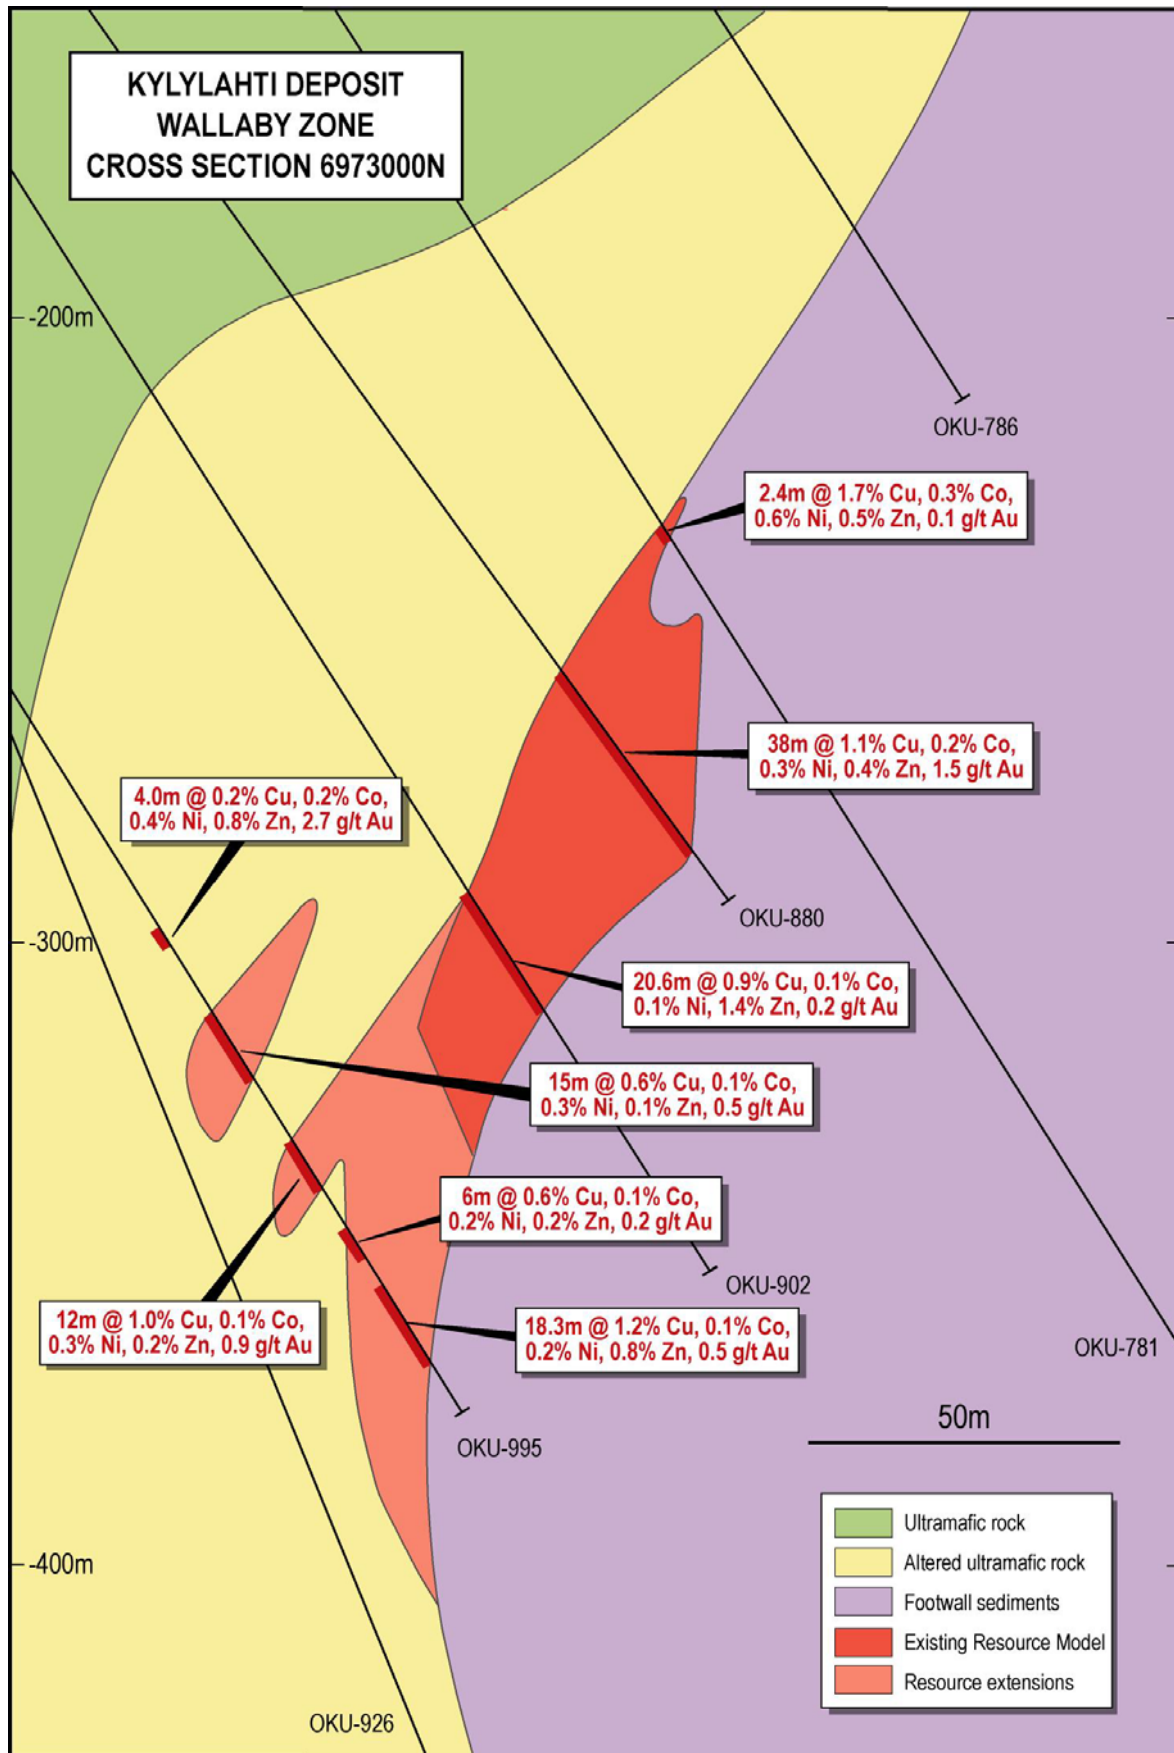 KYLYLAHTI DEPOSIT
WALLABY ZONE
CROSS SECTION 6973000N
-200m
OKU-786
2.4m @ 1.7% Cu, 0.3% Co,
0.6% Ni, 0.5% Zn, 0.1 g/t Au
38m @ 1.1% Cu, 0.2% Co,
0.3% Ni, 0.4% Zn, 1.5 g/t Au
4.0m @ 0.2% Cu, 0.2% Co,
0.4% Ni, 0.8% Zn, 2.7 g/t Au
OKU-880
-300m
20.6m @ 0.9% Cu, 0.1% Co,
0.1% Ni, 1.4% Zn, 0.2 g/t Au
15m @ 0.6% Cu, 0.1% Co,
0.3% Ni, 0.1% Zn, 0.5 g/t Au
6m @ 0.6% Cu, 0.1% Co,
0.2% Ni, 0.2% Zn, 0.2 g/t Au
OKU-902
12m @ 1.0% Cu, 0.1% Co,
0.3% Ni, 0.2% Zn, 0.9 g/t Au
18.3m @ 1.2% Cu, 0.1% Co,
0.2% Ni, 0.8% Zn, 0.5 g/t Au
OKU-781
50m
OKU-995
-400m
Ultramafic rock
Altered ultramafic rock
Footwall sediments
Existing Resource Model
Resource extensions
OKU-926